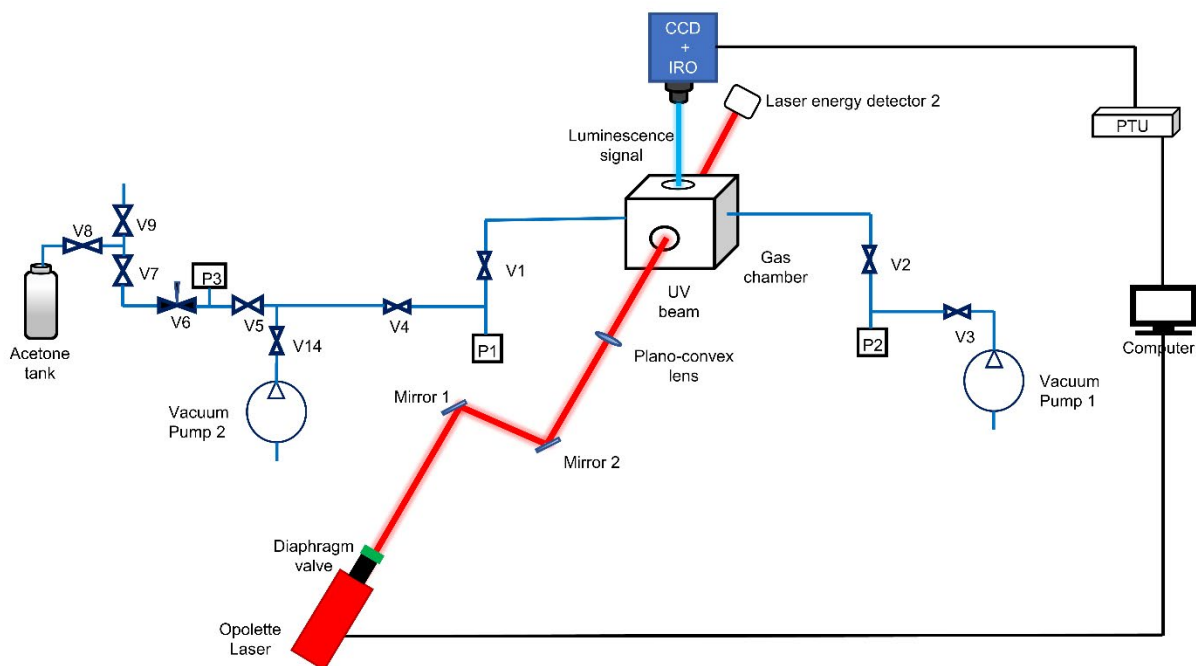 CCD
+
IRO
Laser energy detector 2
PTU
Luminescence
signal
V9
V8
V7
V1
Gas
chamber
V2
P3
UV
beam
V6
V5
V4
V3
Acetone
tank
V14
P1
P2
Computer
Plano-convex
lens
Mirror 1
Vacuum
Pump 2
Vacuum
Pump 1
Mirror 2
Diaphragm
valve
Opolette
Laser